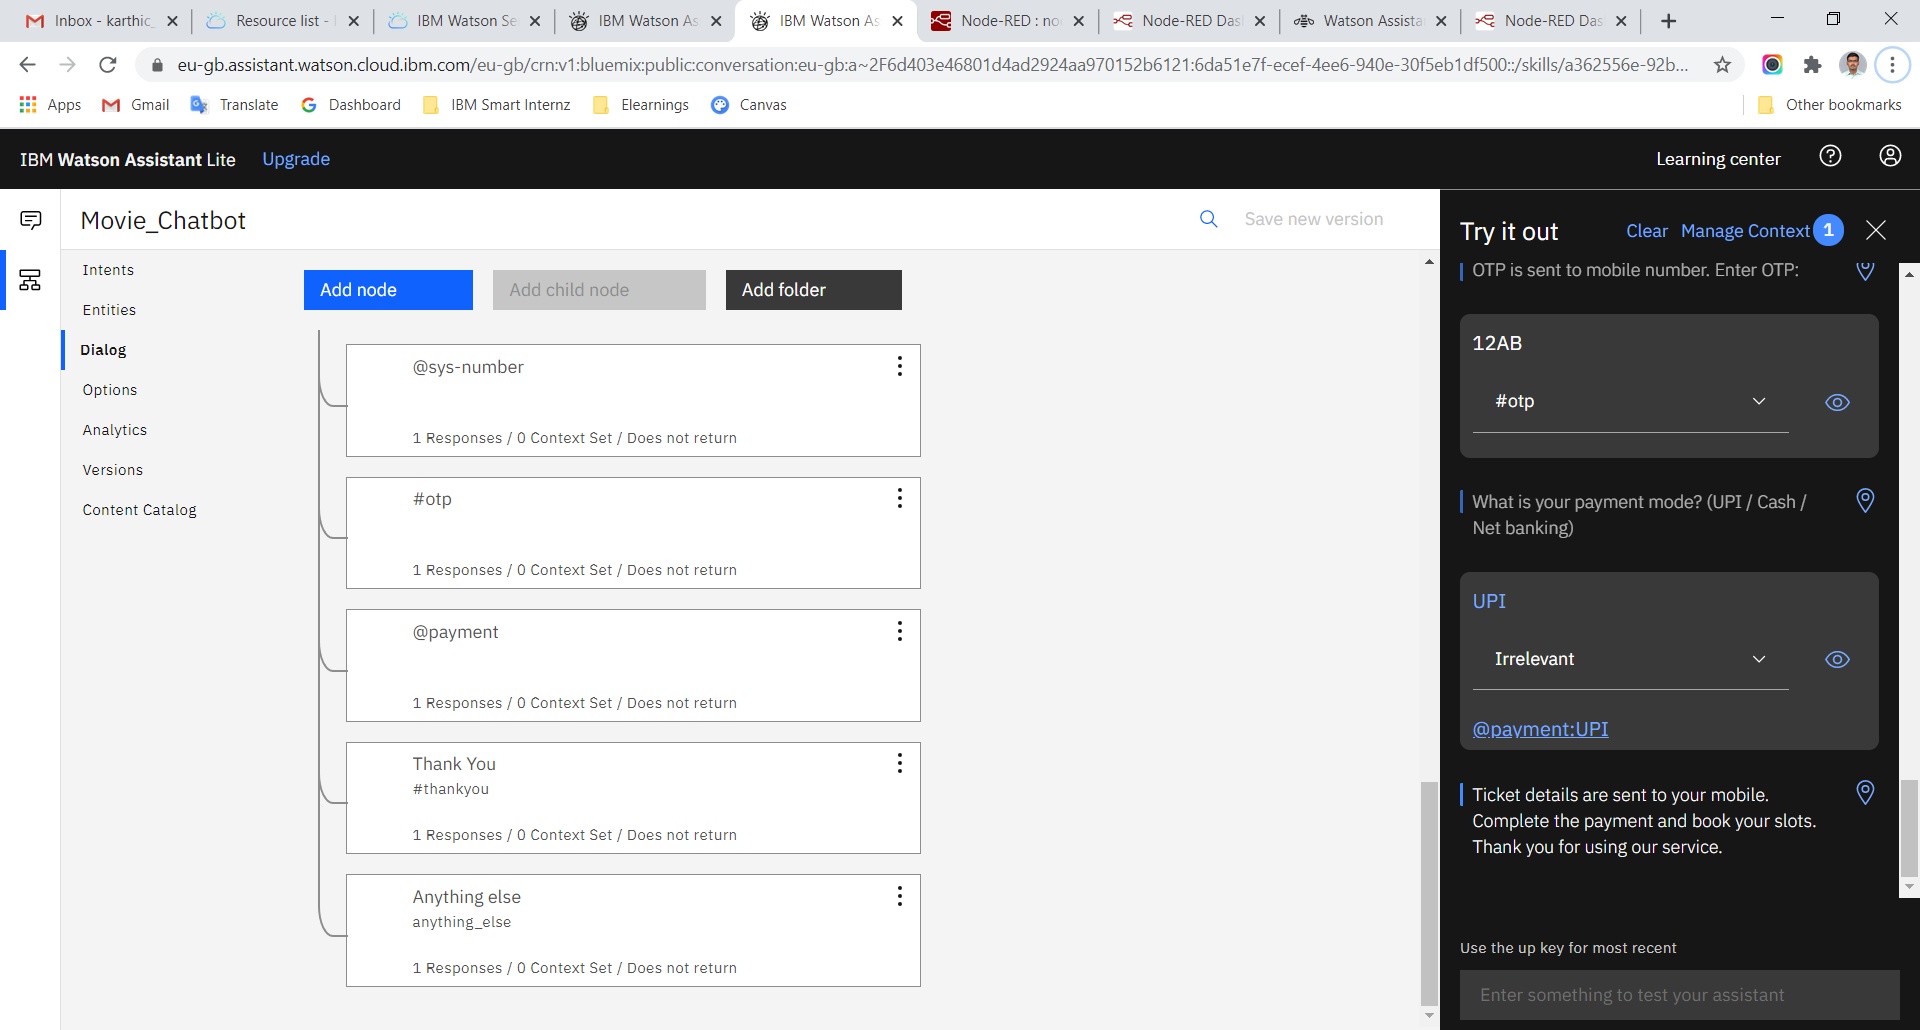 Inbox - karthic_
Resource list -
IBM Watson Se
IBM Watson As
IBM Watson As
Node-RED : no
Node-RED Das
Watson Assista
Node-RED Das
eu-gb.assistant.watson.cloud.ibm.com/eu-gb/crn:v1:bluemix:public:conversation:eu-gb:a~2F6d403e46801d4ad2924aa970152b6121:6da51e7f-ecef-4ee6-940e-30f5eb1df500::/skills/a362556e-92b...
Apps
Gmail
Translate
Dashboard
IBM Smart Internz
Elearnings
Canvas
Other bookmarks
IBM Watson Assistant Lite
Upgrade
Learning center
Movie_Chatbot
Save new version
Intents
Entities
Dialog
Options
Analytics
Versions
Content Catalog
Add node
Add child node
Add folder
@sys-number
1 Responses / 0 Context Set / Does not return
#otp
1 Responses / 0 Context Set / Does not return
@payment
1 Responses / 0 Context Set / Does not return
Thank You
#thankyou
1 Responses / 0 Context Set / Does not return
Anything else
anything_else
1 Responses / 0 Context Set / Does not return
Try it out
Clear
Manage Context
1
OTP is sent to mobile number. Enter OTP:
12AB
#otp
What is your payment mode? (UPI / Cash /
Net banking)
UPI
Irrelevant
@payment:UPI
Ticket details are sent to your mobile.
Complete the payment and book your slots.
Thank you for using our service.
Use the up key for most recent
Enter something to test your assistant